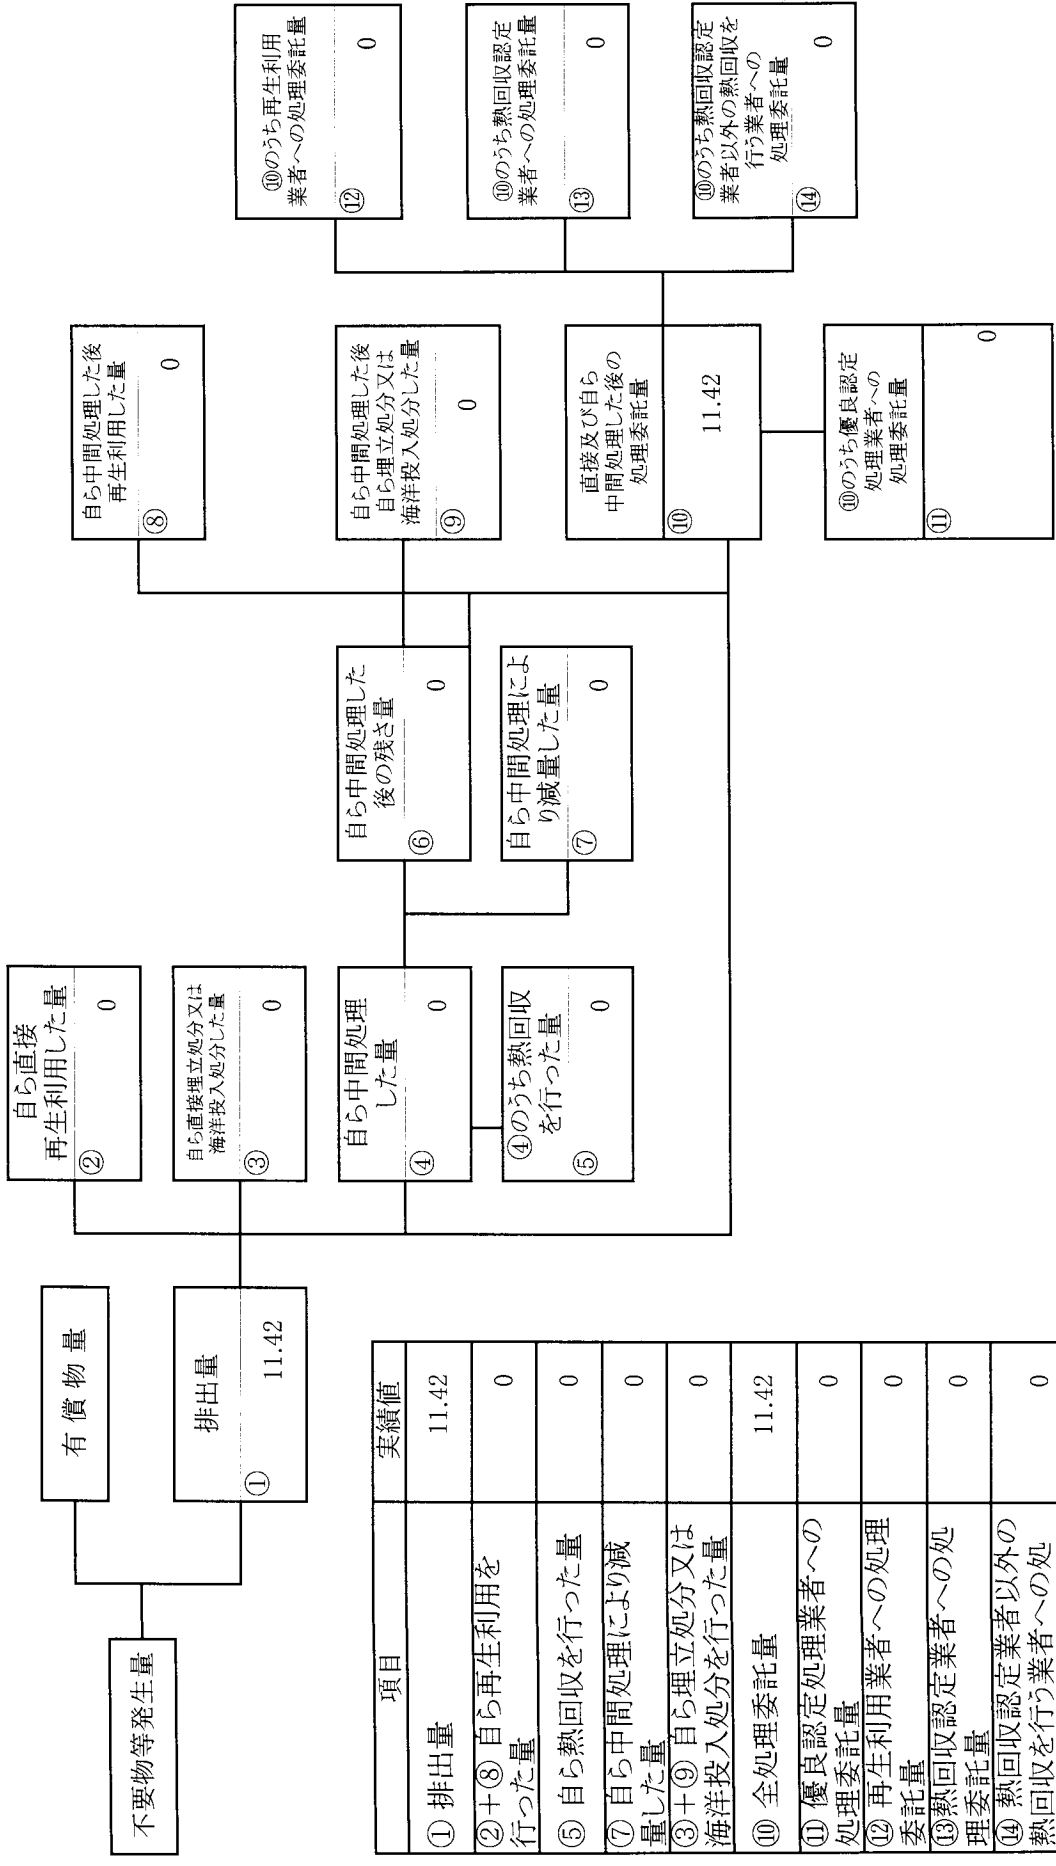 不要物等発生量
有 償 物 量
排出量
①
11.42
自ら直接
再生利用した量
②
0
自ら直接埋立処分又は
海洋投入処分した量
③
0
自ら中間処理
した量
④
0
④のうち熱回収
を行った量
⑤
0
自ら中間処理した
後の残さ量
⑥
0
自ら中間処理によ
り減量した量
⑦
0
自ら中間処理した後
再生利用した量
⑧
0
自ら中間処理した後
自ら埋立処分又は
海洋投入処分した量
⑨
0
直接及び自ら
中間処理した後の
処理委託量
⑩
11.42
⑩のうち優良認定
処理業者への
処理委託量
⑪
0
⑩のうち再生利用
業者への処理委託量
⑫
0
⑩のうち熱回収認定
業者への処理委託量
⑬
0
⑩のうち熱回収認定
業者以外の熱回収を
行う業者への
処理委託量
⑭
0
項目 実績値
① 排出量 11.42
②＋⑧ 自ら再生利用を
行った量 0
⑤ 自ら熱回収を行った量 0
⑦ 自ら中間処理により減
量した量 0
③＋⑨ 自ら埋立処分又は
海洋投入処分を行った量 0
⑩ 全処理委託量 11.42
⑪ 優良認定処理業者への
処理委託量 0
⑫ 再生利用業者への処理
委託量 0
⑬熱回収認定業者への処
理委託量 0
⑭ 熱回収認定業者以外の
熱回収を行う業者への処 0